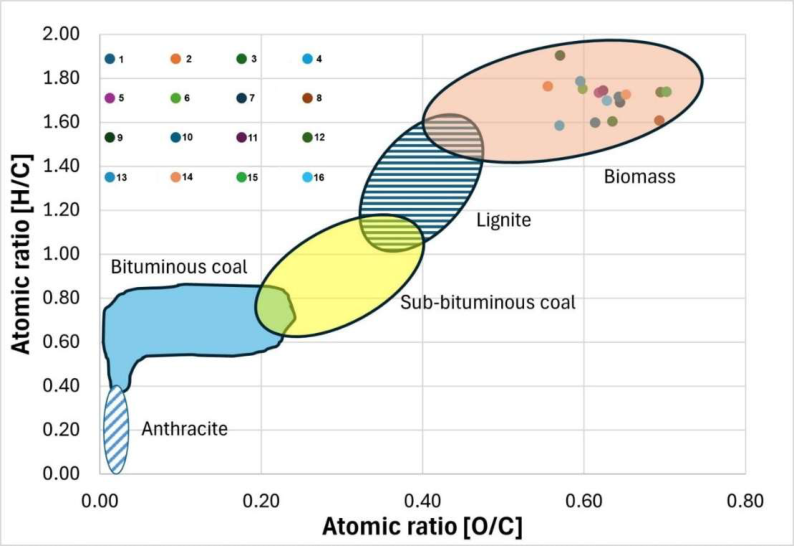 2.00
1 2 3 4
1.80
5 6 7 8
1.60
9 10 11 12
1.40
13 14 15 16
Biomass
1.20
Lignite
1.00
Bituminous coal
0.80
Sub-bituminous coal
0.60
0.40
Anthracite
0.20
0.00
Atomic ratio [H/C]
0.00 0.20 0.40 0.60 0.80
Atomic ratio [O/C]